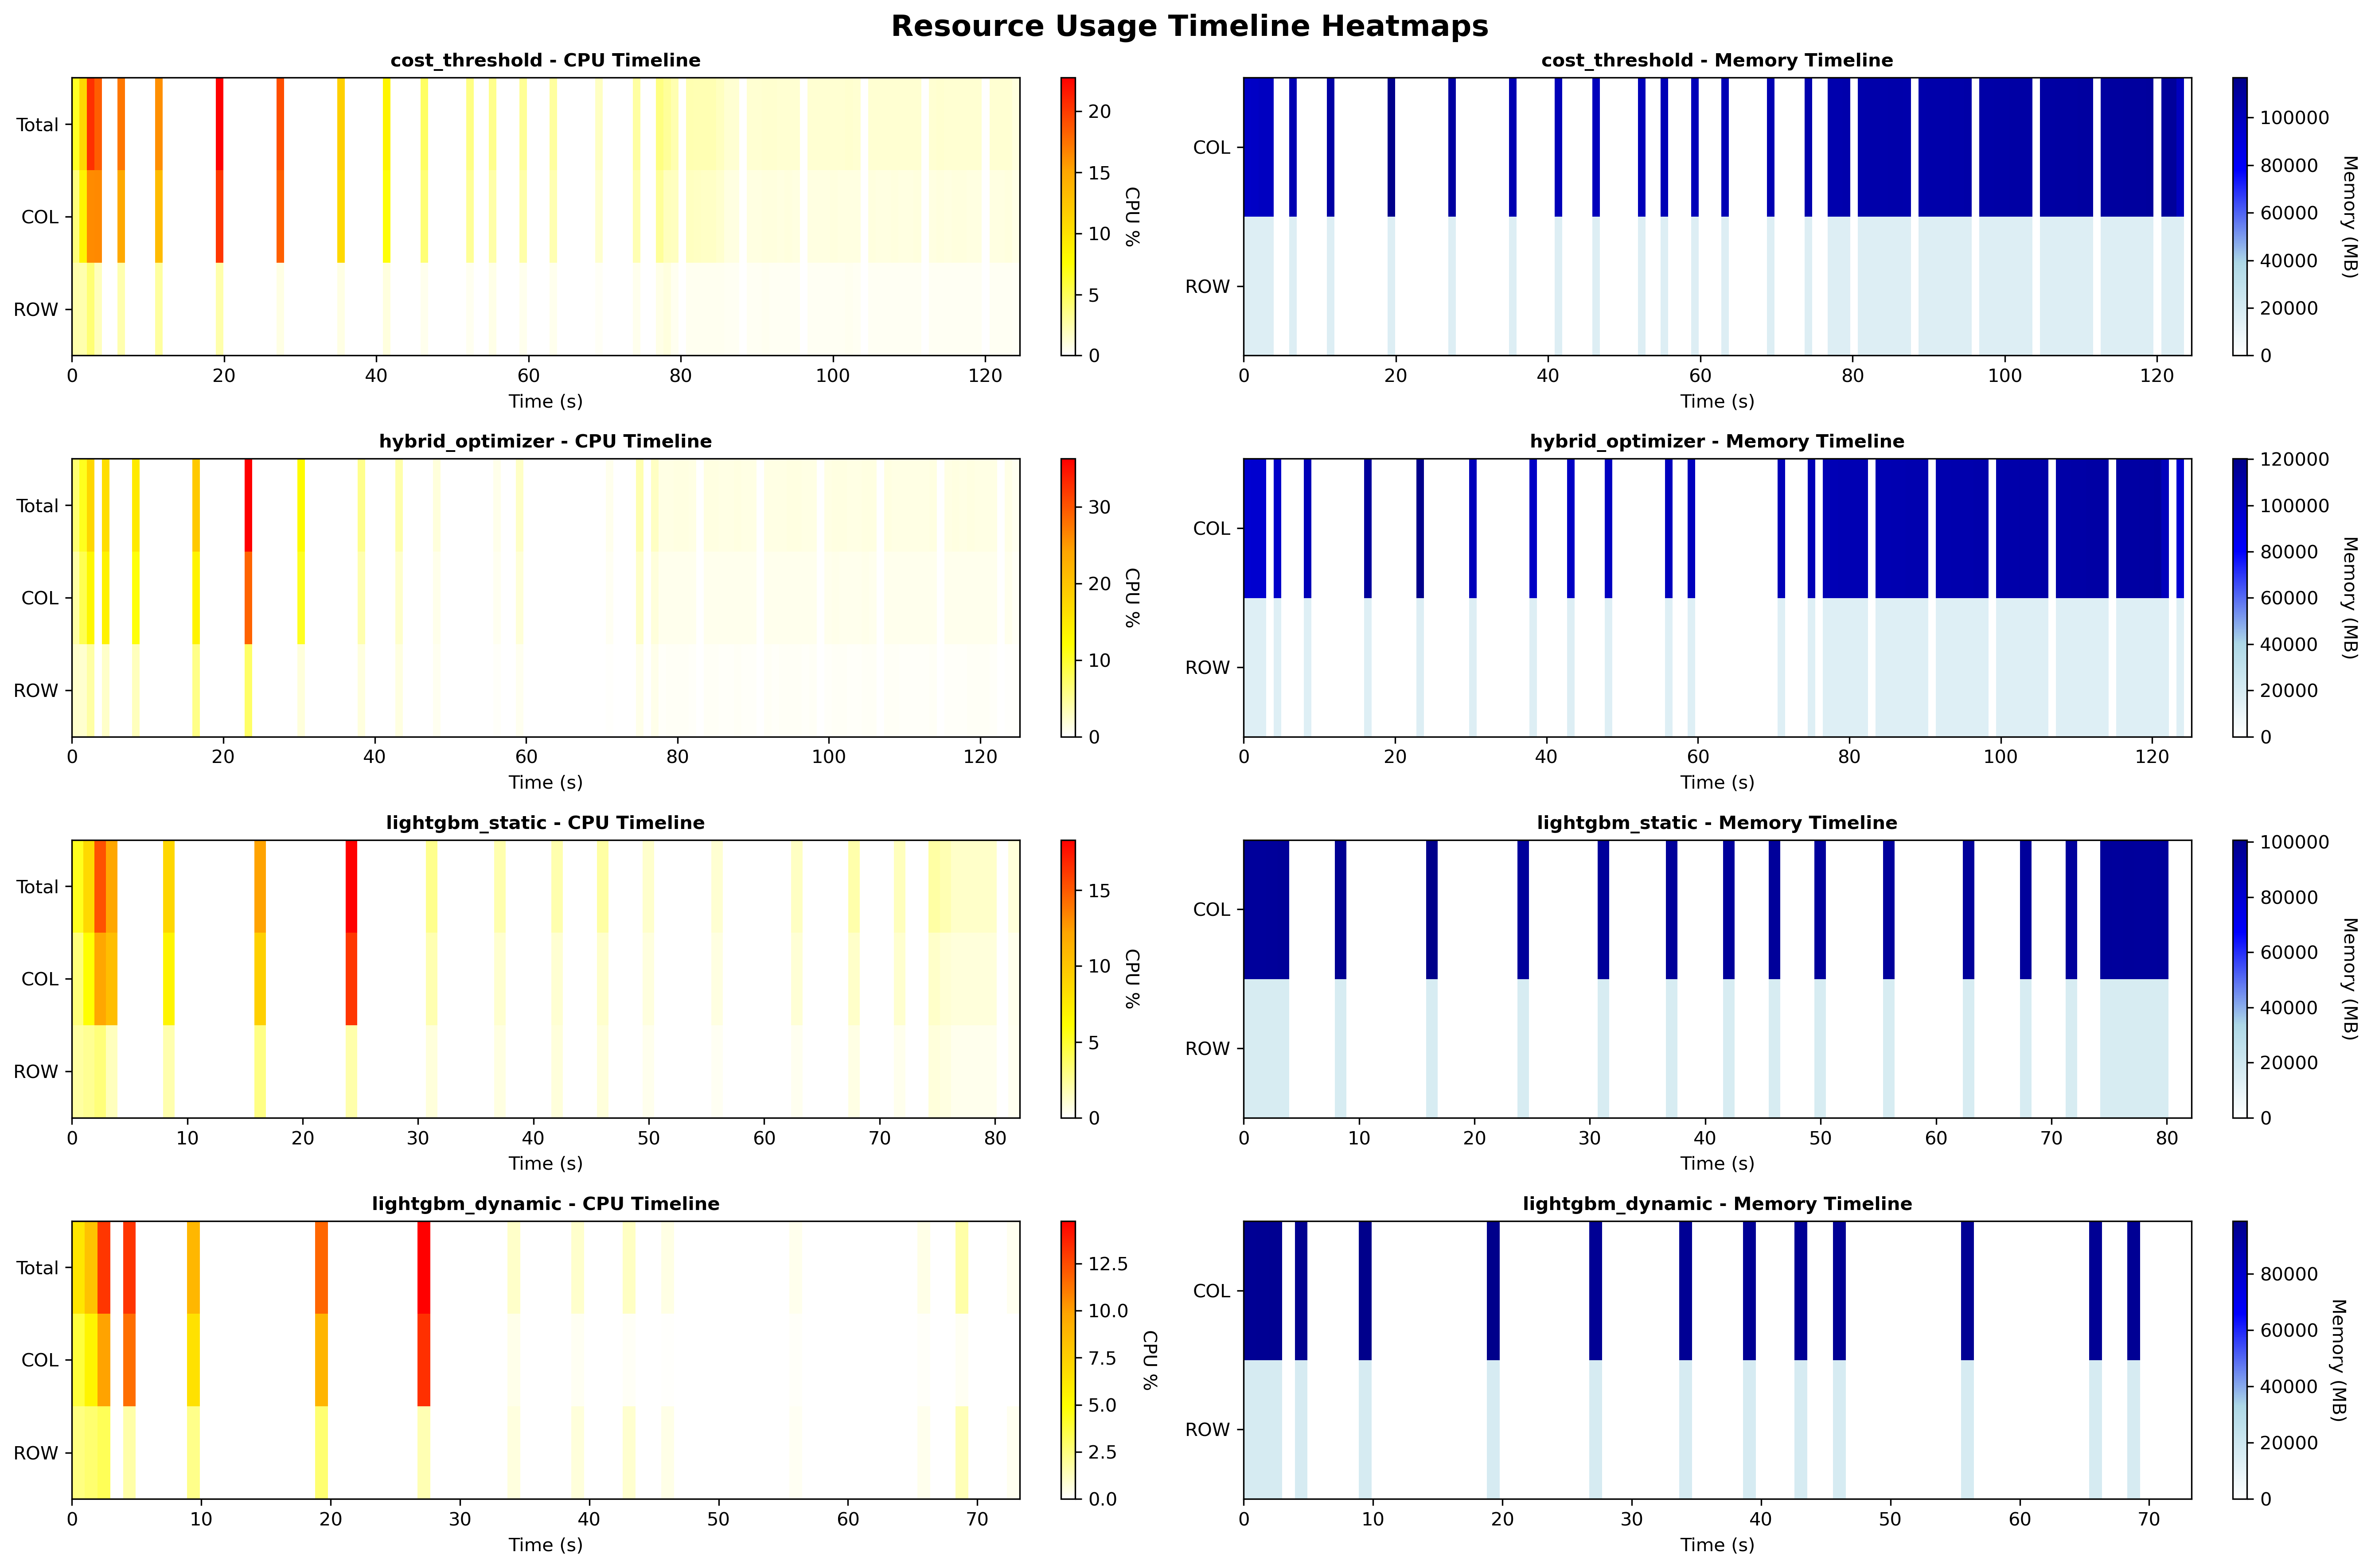 Resource Usage Timeline Heatmaps
cost_threshold - CPU Timeline
Total
COL
ROW
0 20 40 60 80 100 120
Time (s)
20
15
10
5
0
CPU %
cost_threshold - Memory Timeline
COL
ROW
0 20 40 60 80 100 120
Time (s)
100000
80000
60000
40000
20000
0
Memory (MB)
hybrid_optimizer - CPU Timeline
Total
COL
ROW
0 20 40 60 80 100 120
Time (s)
30
20
10
0
CPU %
hybrid_optimizer - Memory Timeline
COL
ROW
0 20 40 60 80 100 120
Time (s)
120000
100000
80000
60000
40000
20000
0
Memory (MB)
lightgbm_static - CPU Timeline
Total
COL
ROW
0 10 20 30 40 50 60 70 80
Time (s)
15
10
5
0
CPU %
lightgbm_static - Memory Timeline
COL
ROW
0 10 20 30 40 50 60 70 80
Time (s)
100000
80000
60000
40000
20000
0
Memory (MB)
lightgbm_dynamic - CPU Timeline
Total
COL
ROW
0 10 20 30 40 50 60 70
Time (s)
12.5
10.0
7.5
5.0
2.5
0.0
CPU %
lightgbm_dynamic - Memory Timeline
COL
ROW
0 10 20 30 40 50 60 70
Time (s)
80000
60000
40000
20000
0
Memory (MB)